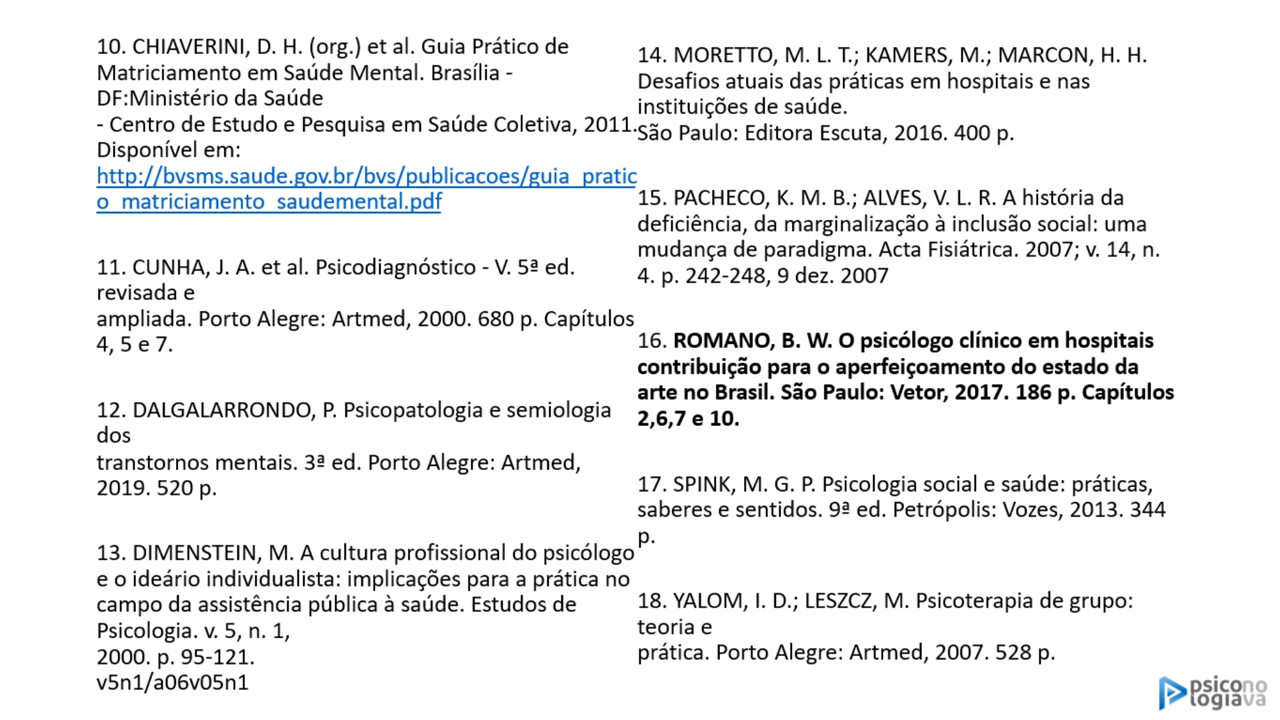 10. CHIAVERINI, D. H. (org.) et al. Guia Prático de
Matriciamento em Saúde Mental. Brasília -
DF:Ministério da Saúde
- Centro de Estudo e Pesquisa em Saúde Coletiva, 2011.
Disponível em:
http://bvsms.saude.gov.br/bvs/publicacoes/guia_pratic
o_matriciamento_saudemental.pdf
11. CUNHA, J. A. et al. Psicodiagnóstico - V. 5ª ed.
revisada e
ampliada. Porto Alegre: Artmed, 2000. 680 p. Capítulos
4, 5 e 7.
12. DALGALARRONDO, P. Psicopatologia e semiologia
dos
transtornos mentais. 3ª ed. Porto Alegre: Artmed,
2019. 520 p.
13. DIMENSTEIN, M. A cultura profissional do psicólogo
e o ideário individualista: implicações para a prática no
campo da assistência pública à saúde. Estudos de
Psicologia. v. 5, n. 1,
2000. p. 95-121.
v5n1/a06v05n1
14. MORETTO, M. L. T.; KAMERS, M.; MARCON, H. H.
Desafios atuais das práticas em hospitais e nas
instituições de saúde.
São Paulo: Editora Escuta, 2016. 400 p.
15. PACHECO, K. M. B.; ALVES, V. L. R. A história da
deficiência, da marginalização à inclusão social: uma
mudança de paradigma. Acta Fisiátrica. 2007; v. 14, n.
4. p. 242-248, 9 dez. 2007
16. ROMANO, B. W. O psicólogo clínico em hospitais
contribuição para o aperfeiçoamento do estado da
arte no Brasil. São Paulo: Vetor, 2017. 186 p. Capítulos
2,6,7 e 10.
17. SPINK, M. G. P. Psicologia social e saúde: práticas,
saberes e sentidos. 9ª ed. Petrópolis: Vozes, 2013. 344
p.
18. YALOM, I. D.; LESZCZ, M. Psicoterapia de grupo:
teoria e
prática. Porto Alegre: Artmed, 2007. 528 p.
psicono
logiava